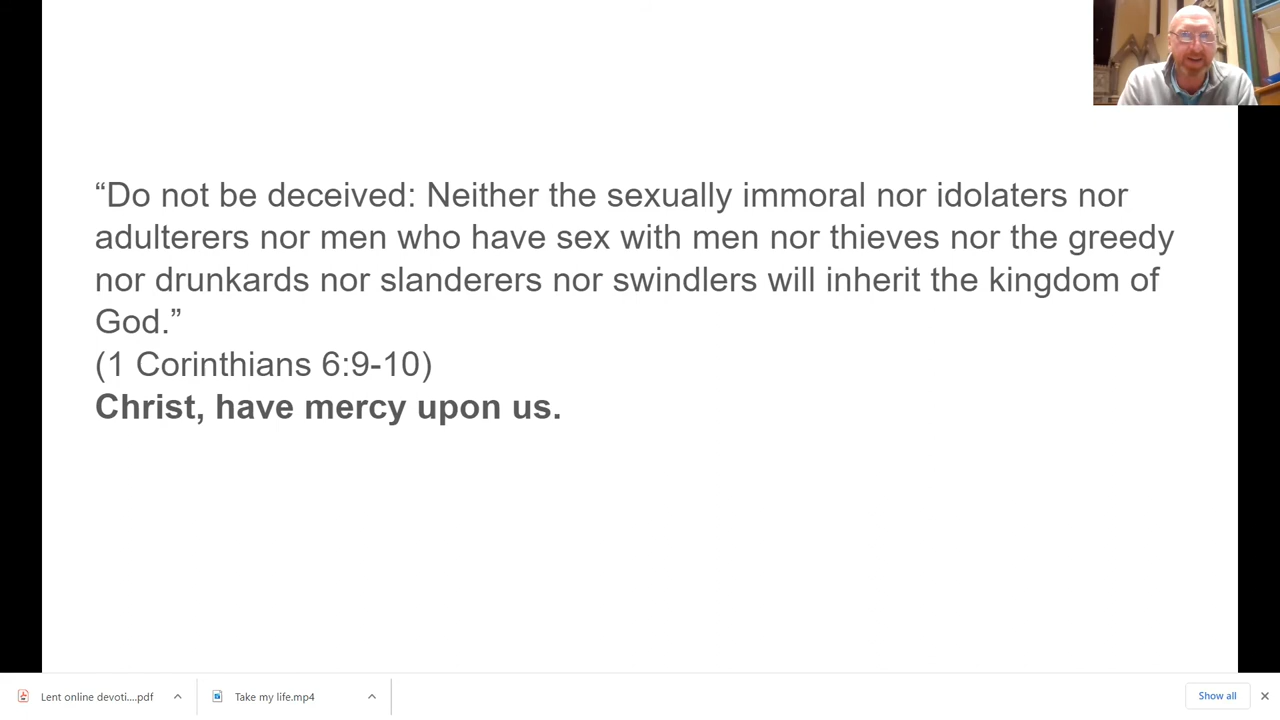 “Do not be deceived: Neither the sexually immoral nor idolaters nor
adulterers nor men who have sex with men nor thieves nor the greedy
nor drunkards nor slanderers nor swindlers will inherit the kingdom of
God.”
(1 Corinthians 6:9-10)
Christ, have mercy upon us.
Lent online devoti....pdf
Take my life.mp4
Show all